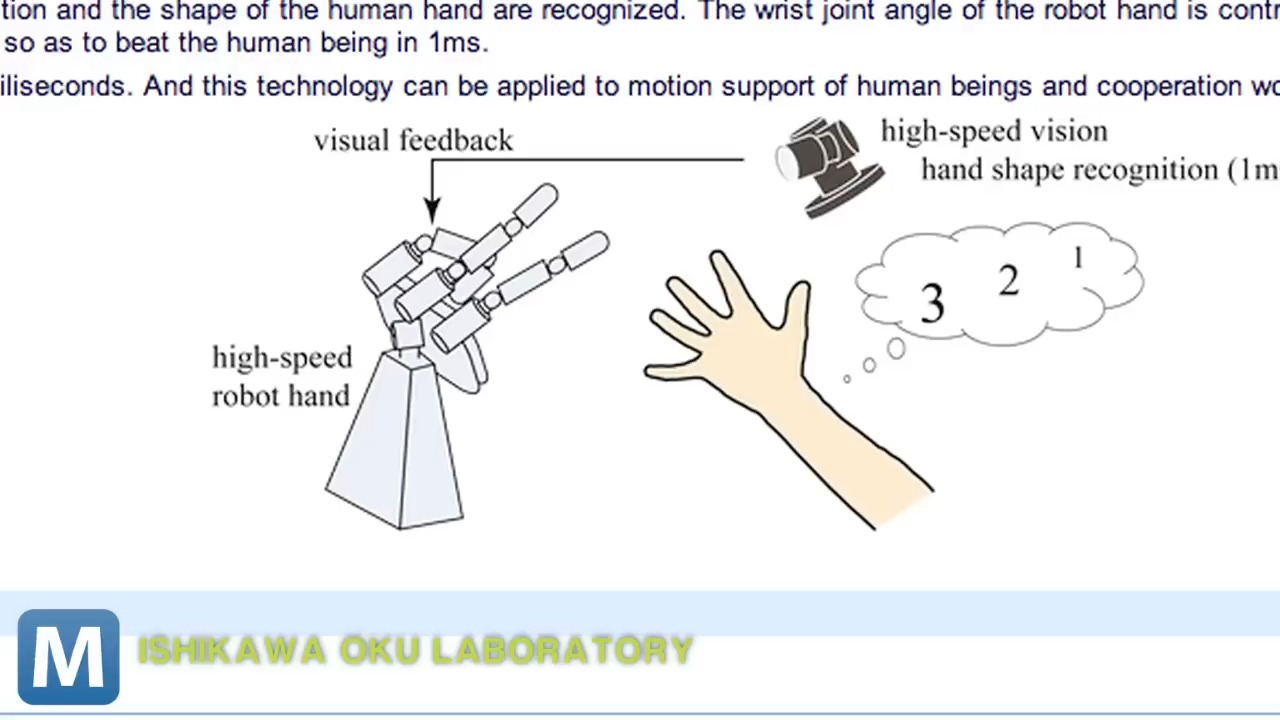 tion and the shape of the human hand are recognized. The wrist joint angle of the robot hand is contr
so as to beat the human being in 1ms.
iliseconds. And this technology can be applied to motion support of human beings and cooperation wo
visual feedback
high-speed vision
hand shape recognition (1m
3 2 1
high-speed
robot hand
M
ISHIKAWA OKU LABORATORY